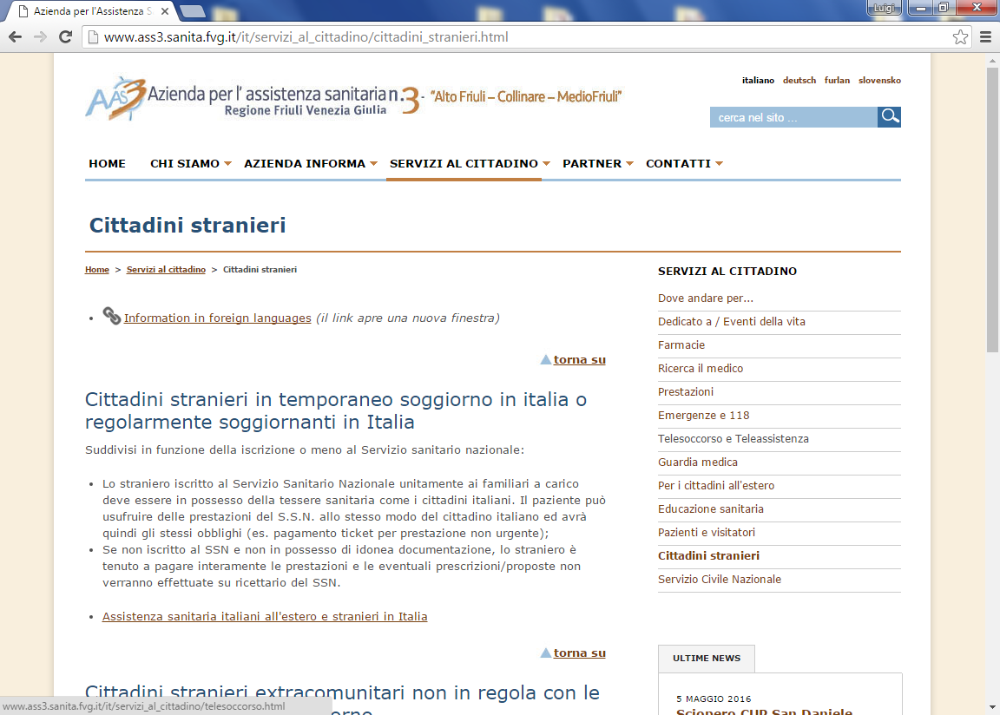 Azienda per l'Assistenza S
Luigi
www.ass3.sanita.fvg.it/it/servizi_al_cittadino/cittadini_stranieri.html
AAS3 Azienda per l' assistenza sanitaria n.3 - "Alto Friuli – Collinare – MedioFriuli"
Regione Friuli Venezia Giulia
italiano deutsch furlan slovensko
cerca nel sito ...
HOME CHI SIAMO AZIENDA INFORMA SERVIZI AL CITTADINO PARTNER CONTATTI
Cittadini stranieri
Home > Servizi al cittadino > Cittadini stranieri
• Information in foreign languages (il link apre una nuova finestra)
torna su
Cittadini stranieri in temporaneo soggiorno in italia o
regolarmente soggiornanti in Italia
Suddivisi in funzione della iscrizione o meno al Servizio sanitario nazionale:
• Lo straniero iscritto al Servizio Sanitario Nazionale unitamente ai familiari a carico
deve essere in possesso della tessere sanitaria come i cittadini italiani. Il paziente può
usufruire delle prestazioni del S.S.N. allo stesso modo del cittadino italiano ed avrà
quindi gli stessi obblighi (es. pagamento ticket per prestazione non urgente);
• Se non iscritto al SSN e non in possesso di idonea documentazione, lo straniero è
tenuto a pagare interamente le prestazioni e le eventuali prescrizioni/proposte non
verranno effettuate su ricettario del SSN.
• Assistenza sanitaria italiani all'estero e stranieri in Italia
torna su
Cittadini stranieri extracomunitari non in regola con le
SERVIZI AL CITTADINO
Dove andare per...
Dedicato a / Eventi della vita
Farmacie
Ricerca il medico
Prestazioni
Emergenze e 118
Telesoccorso e Teleassistenza
Guardia medica
Per i cittadini all'estero
Educazione sanitaria
Pazienti e visitatori
Cittadini stranieri
Servizio Civile Nazionale
ULTIME NEWS
5 MAGGIO 2016
Sciopero CUP San Daniele
www.ass3.sanita.fvg.it/it/servizi_al_cittadino/telesoccorso.html